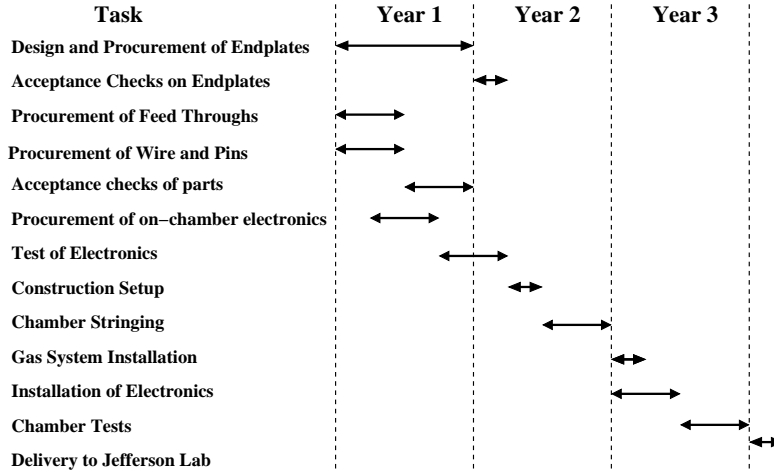 Task Year 1 Year 2 Year 3
Design and Procurement of Endplates
Acceptance Checks on Endplates
Procurement of Feed Throughs
Procurement of Wire and Pins
Acceptance checks of parts
Procurement of on−chamber electronics
Test of Electronics
Construction Setup
Chamber Stringing
Gas System Installation
Installation of Electronics
Chamber Tests
Delivery to Jefferson Lab